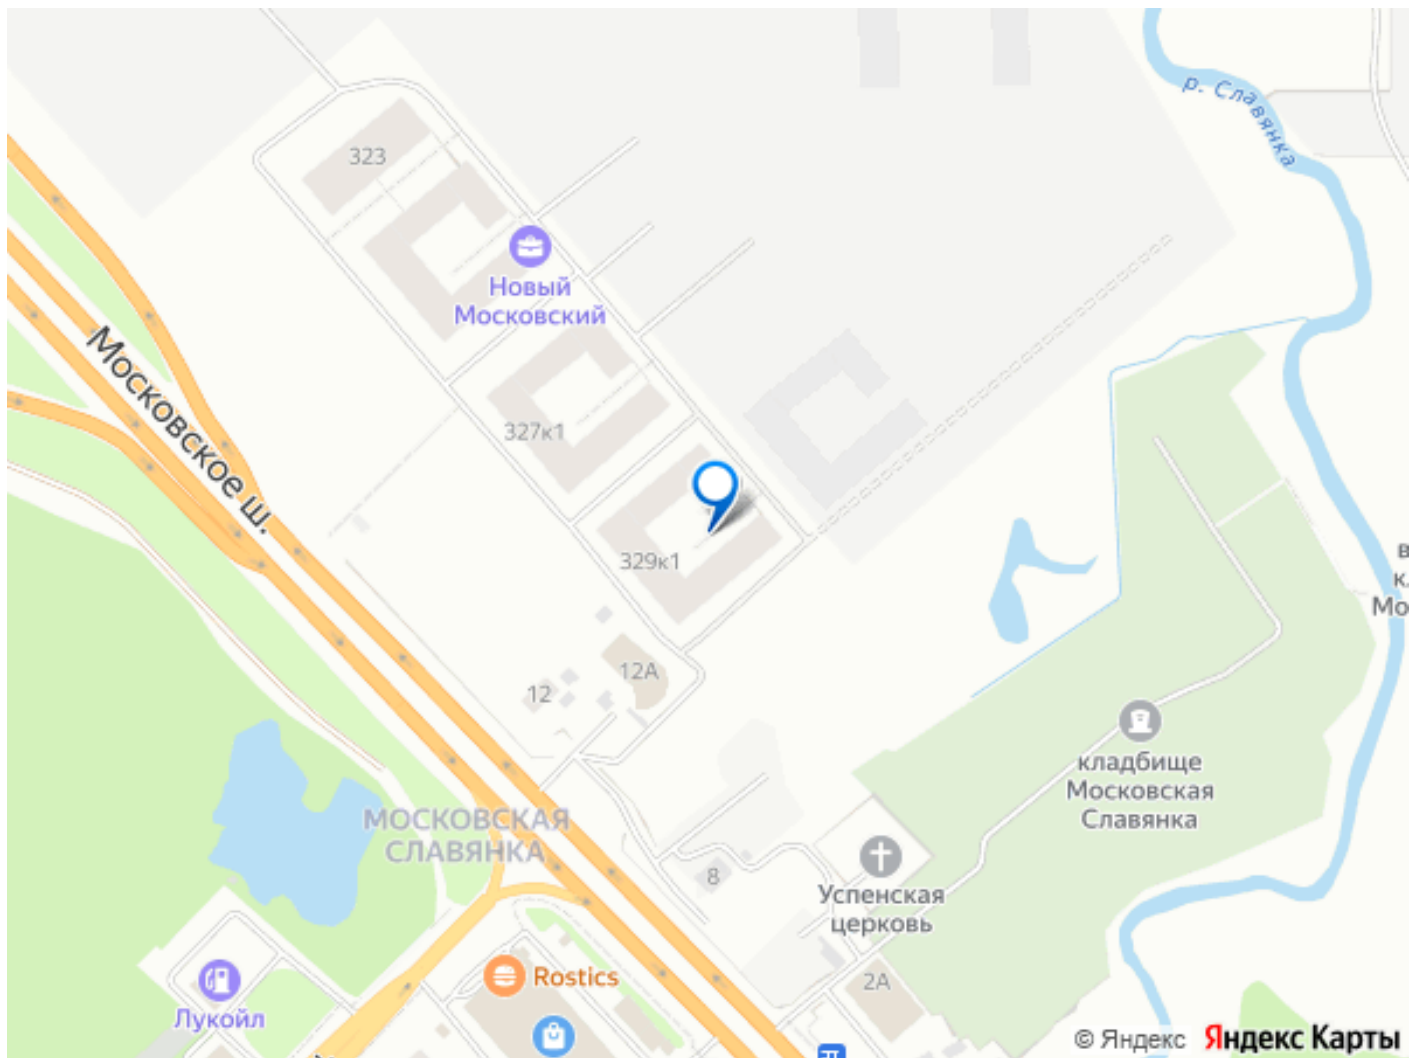 р. Славянка
323
Новый
Московский
Московское ш.
327к1
329к1
12А
12
МОСКОВСКАЯ
СЛАВЯНКА
кладбище
Московская
Славянка
8
Успенская
церковь
2А
Rostics
Лукойл
© Яндекс Яндекс Карты